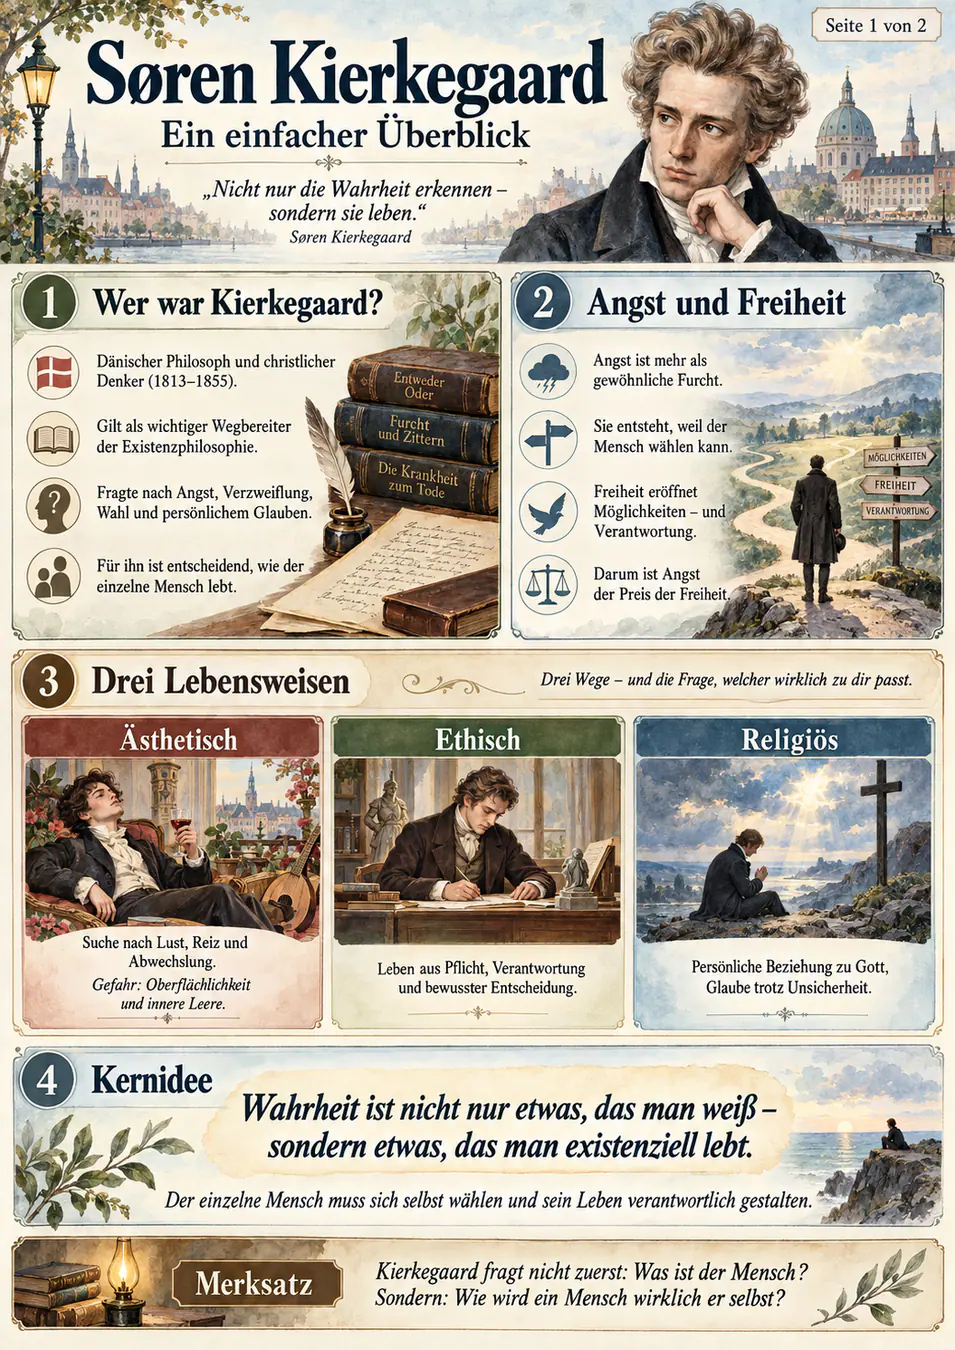 Seite 1 von 2
Søren Kierkegaard
Ein einfacher Überblick
„Nicht nur die Wahrheit erkennen –
sondern sie leben.“
Søren Kierkegaard
1 Wer war Kierkegaard?
Dänischer Philosoph und christlicher
Denker (1813–1855).
Gilt als wichtiger Wegbereiter
der Existenzphilosophie.
?
Fragte nach Angst, Verzweiflung,
Wahl und persönlichem Glauben.
Für ihn ist entscheidend, wie der
einzelne Mensch lebt.
Entweder
Oder
Furcht
und Zittern
Die Krankheit
zum Tode
2 Angst und Freiheit
Angst ist mehr als
gewöhnliche Furcht.
Sie entsteht, weil der
Mensch wählen kann.
Freiheit eröffnet
Möglichkeiten – und
Verantwortung.
Darum ist Angst
der Preis der Freiheit.
MÖGLICHKEITEN
FREIHEIT
VERANTWORTUNG
3 Drei Lebensweisen
Drei Wege – und die Frage, welcher wirklich zu dir passt.
Ästhetisch
Suche nach Lust, Reiz und
Abwechslung.
Gefahr: Oberflächlichkeit
und innere Leere.
Ethisch
Leben aus Pflicht, Verantwortung
und bewusster Entscheidung.
Religiös
Persönliche Beziehung zu Gott,
Glaube trotz Unsicherheit.
4 Kernidee
Wahrheit ist nicht nur etwas, das man weiß –
sondern etwas, das man existenziell lebt.
Der einzelne Mensch muss sich selbst wählen und sein Leben verantwortlich gestalten.
Merksatz
Kierkegaard fragt nicht zuerst: Was ist der Mensch?
Sondern: Wie wird ein Mensch wirklich er selbst?